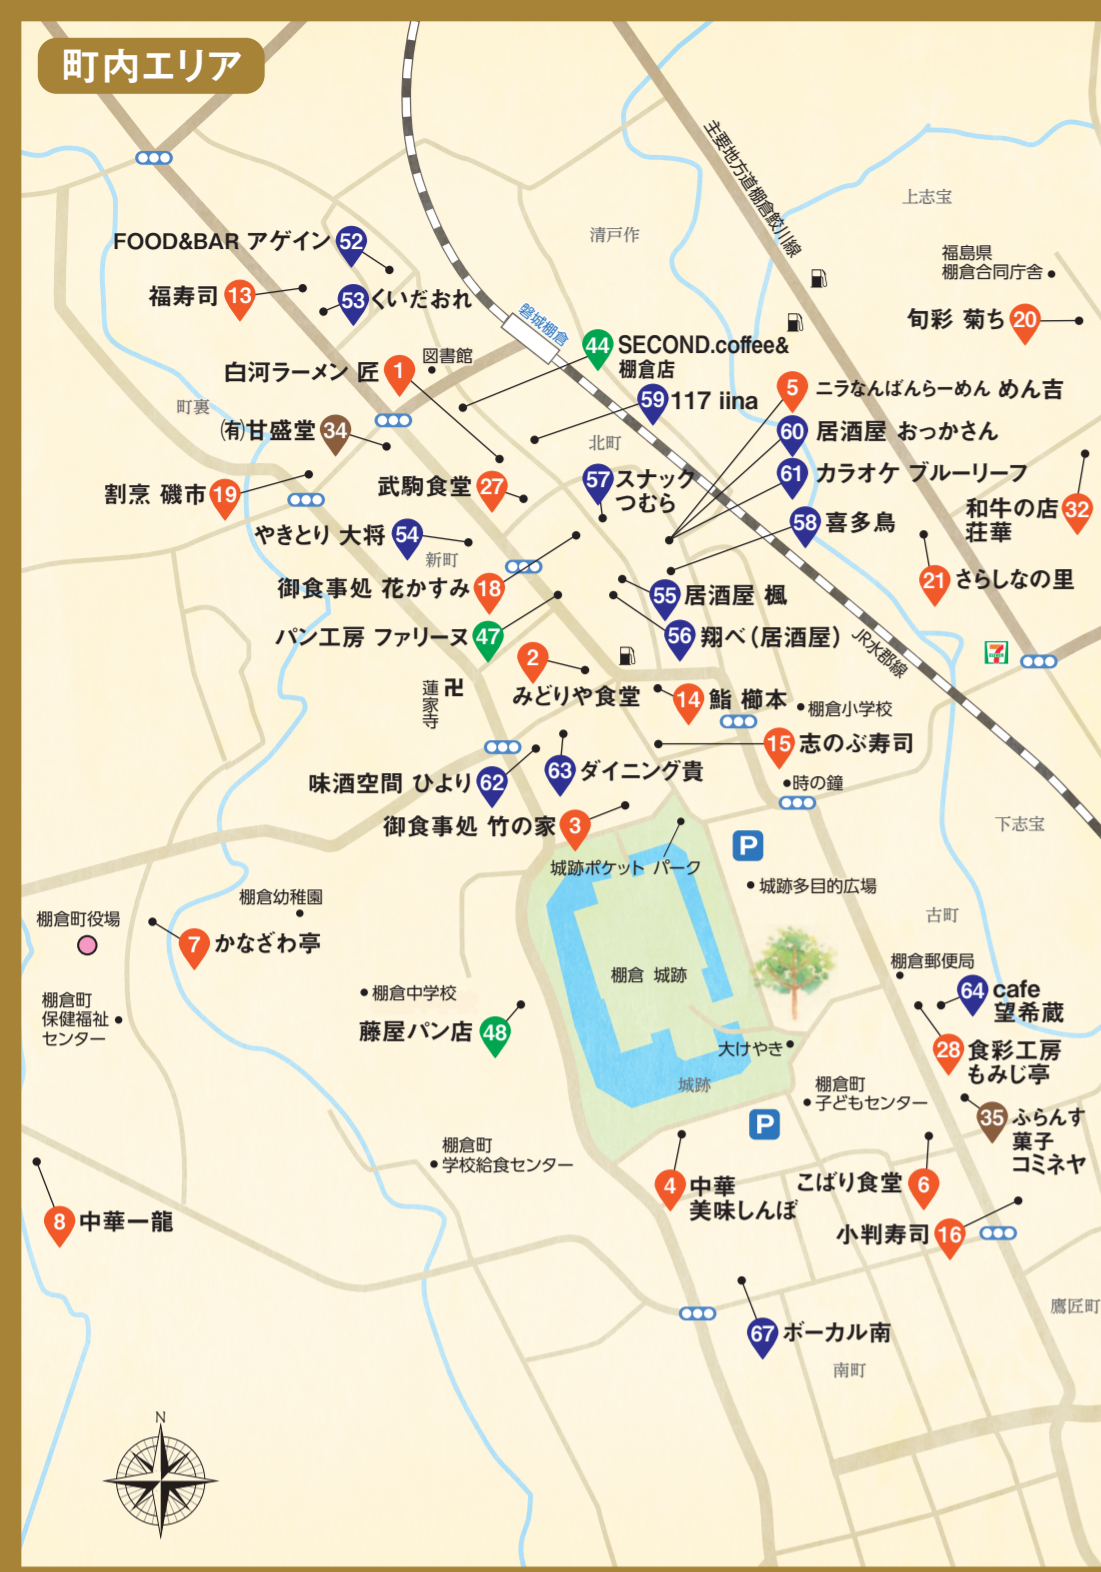 町内エリア
主要地方道棚倉鮫川線
上志宝
清戸作
FOOD&BAR アゲイン 52
福島県
棚倉合同庁舎
福寿司 13
53 くいだおれ
旬彩 菊ち 20
磐城棚倉
44 SECOND.coffee&
棚倉店
図書館
白河ラーメン 匠 1
5 ニラなんばんらーめん めん吉
59 117 iina
町裏
㈲甘盛堂 34
60 居酒屋 おっかさん
北町
61 カラオケ ブルーリーフ
57 スナック
つむら
割烹 磯市 19
武駒食堂 27
和牛の店
荘華
32
58 喜多鳥
やきとり 大将 54
新町
21 さらしなの里
御食事処 花かすみ 18
55 居酒屋 楓
パン工房 ファリーヌ 47
56 翔べ（居酒屋）
JR水郡線
2
みどりや食堂
蓮家寺
卍
14 鮨 櫛本
棚倉小学校
15 志のぶ寿司
味酒空間 ひより 62
63 ダイニング貴
時の鐘
御食事処 竹の家 3
下志宝
P
城跡ポケット パーク
城跡多目的広場
棚倉幼稚園
棚倉町役場
古町
7 かなざわ亭
棚倉 城跡
棚倉郵便局
棚倉中学校
64 cafe
望希蔵
棚倉町
保健福祉
センター
藤屋パン店 48
大けやき
28 食彩工房
もみじ亭
城跡
棚倉町
子どもセンター
P
35 ふらんす
菓子
コミネヤ
棚倉町
学校給食センター
4 中華
美味しんぼ
こばり食堂 6
8 中華一龍
小判寿司 16
鷹匠町
67 ボーカル南
南町
N